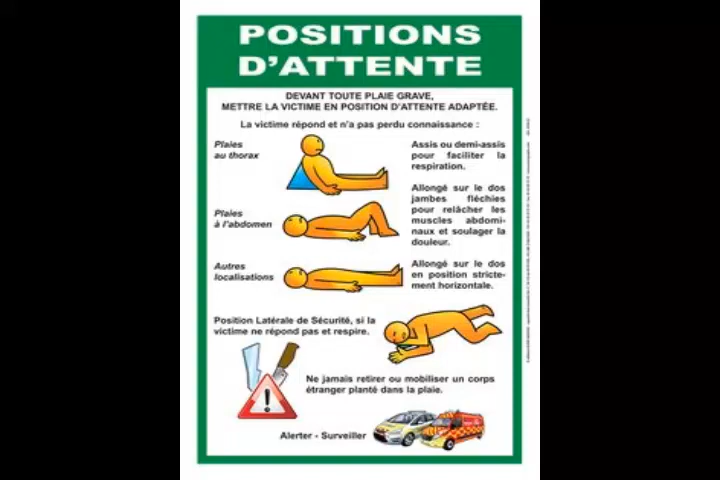 POSITIONS
D'ATTENTE
DEVANT TOUTE PLAIE GRAVE,
METTRE LA VICTIME EN POSITION D'ATTENTE ADAPTÉE.
La victime répond et n'a pas perdu connaissance :
Plaies
au thorax
Assis ou demi-assis
pour faciliter la
respiration.
Plaies
à l'abdomen
Allongé sur le dos
jambes fléchies
pour relâcher les
muscles abdomi-
naux et soulager la
douleur.
Autres
localisations
Allongé sur le dos
en position stricte-
ment horizontale.
Position Latérale de Sécurité, si la
victime ne répond pas et respire.
Ne jamais retirer ou mobiliser un corps
étranger planté dans la plaie.
Alerter - Surveiller